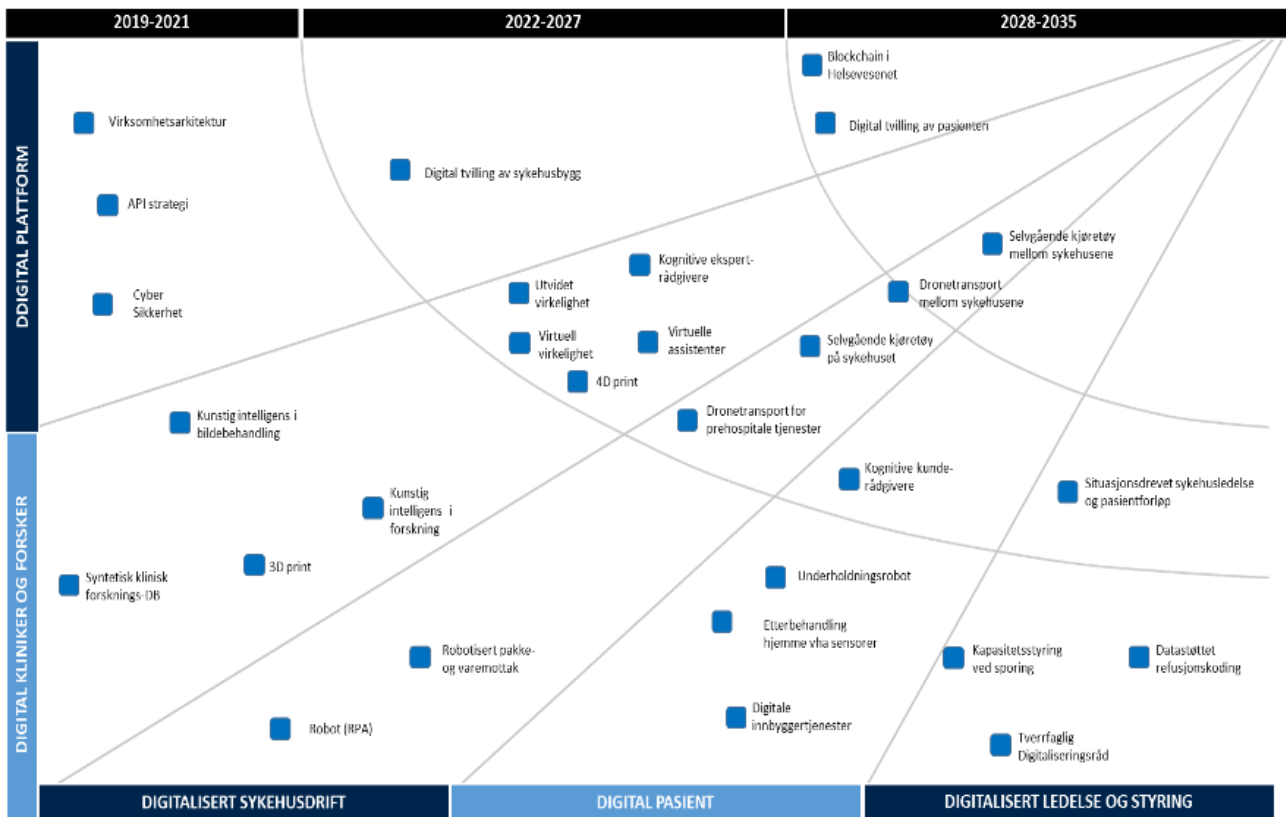 2019-2021
2022-2027
2028-2035
DDIGITAL PLATTFORM
DIGITAL KLINIKER OG FORSKER
Blockchain i
Helsevesenet
Virksomhetsarkitektur
Digital tvilling av pasienten
Digital tvilling av sykehusbygg
API strategi
Selvgående kjøretøy
mellom sykehusene
Kognitive ekspert-
rådgivere
Utvidet
virkelighet
Dronetransport
mellom sykehusene
Cyber
Sikkerhet
Virtuell
virkelighet
Virtuelle
assistenter
Selvgående kjøretøy
på sykehuset
4D print
Kunstig intelligens i
bildebehandling
Dronetransport for
prehospitale tjenester
Kognitive kunde-
rådgivere
Situasjonsdrevet sykehusledelse
og pasientforløp
Kunstig
intelligens i
forskning
3D print
Syntetisk klinisk
forsknings-DB
Underholdningsrobot
Etterbehandling
hjemme vha sensorer
Robotisert pakke-
og varemottak
Kapasitetsstyring
ved sporing
Datastøttet
refusjonskoding
Robot (RPA)
Digitale
innbyggertjenester
Tverrfaglig
Digitaliseringsråd
DIGITALISERT SYKEHUSDRIFT
DIGITAL PASIENT
DIGITALISERT LEDELSE OG STYRING